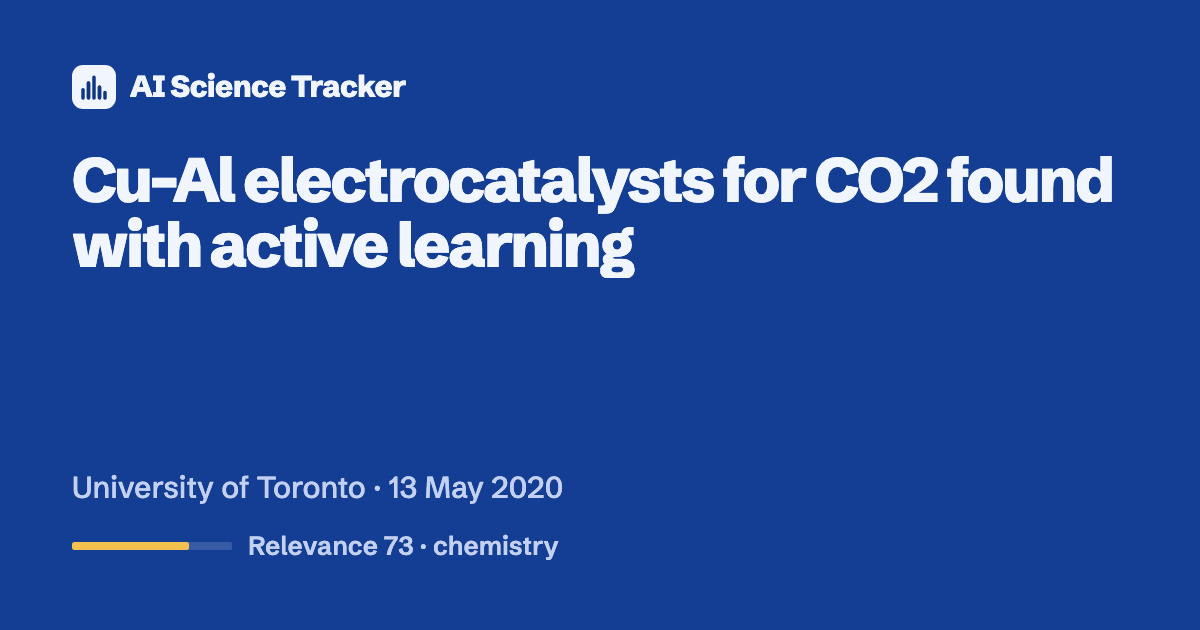 AI Science Tracker
Cu-Al electrocatalysts for CO2 found
with active learning
University of Toronto · 13 May 2020
Relevance 73 · chemistry